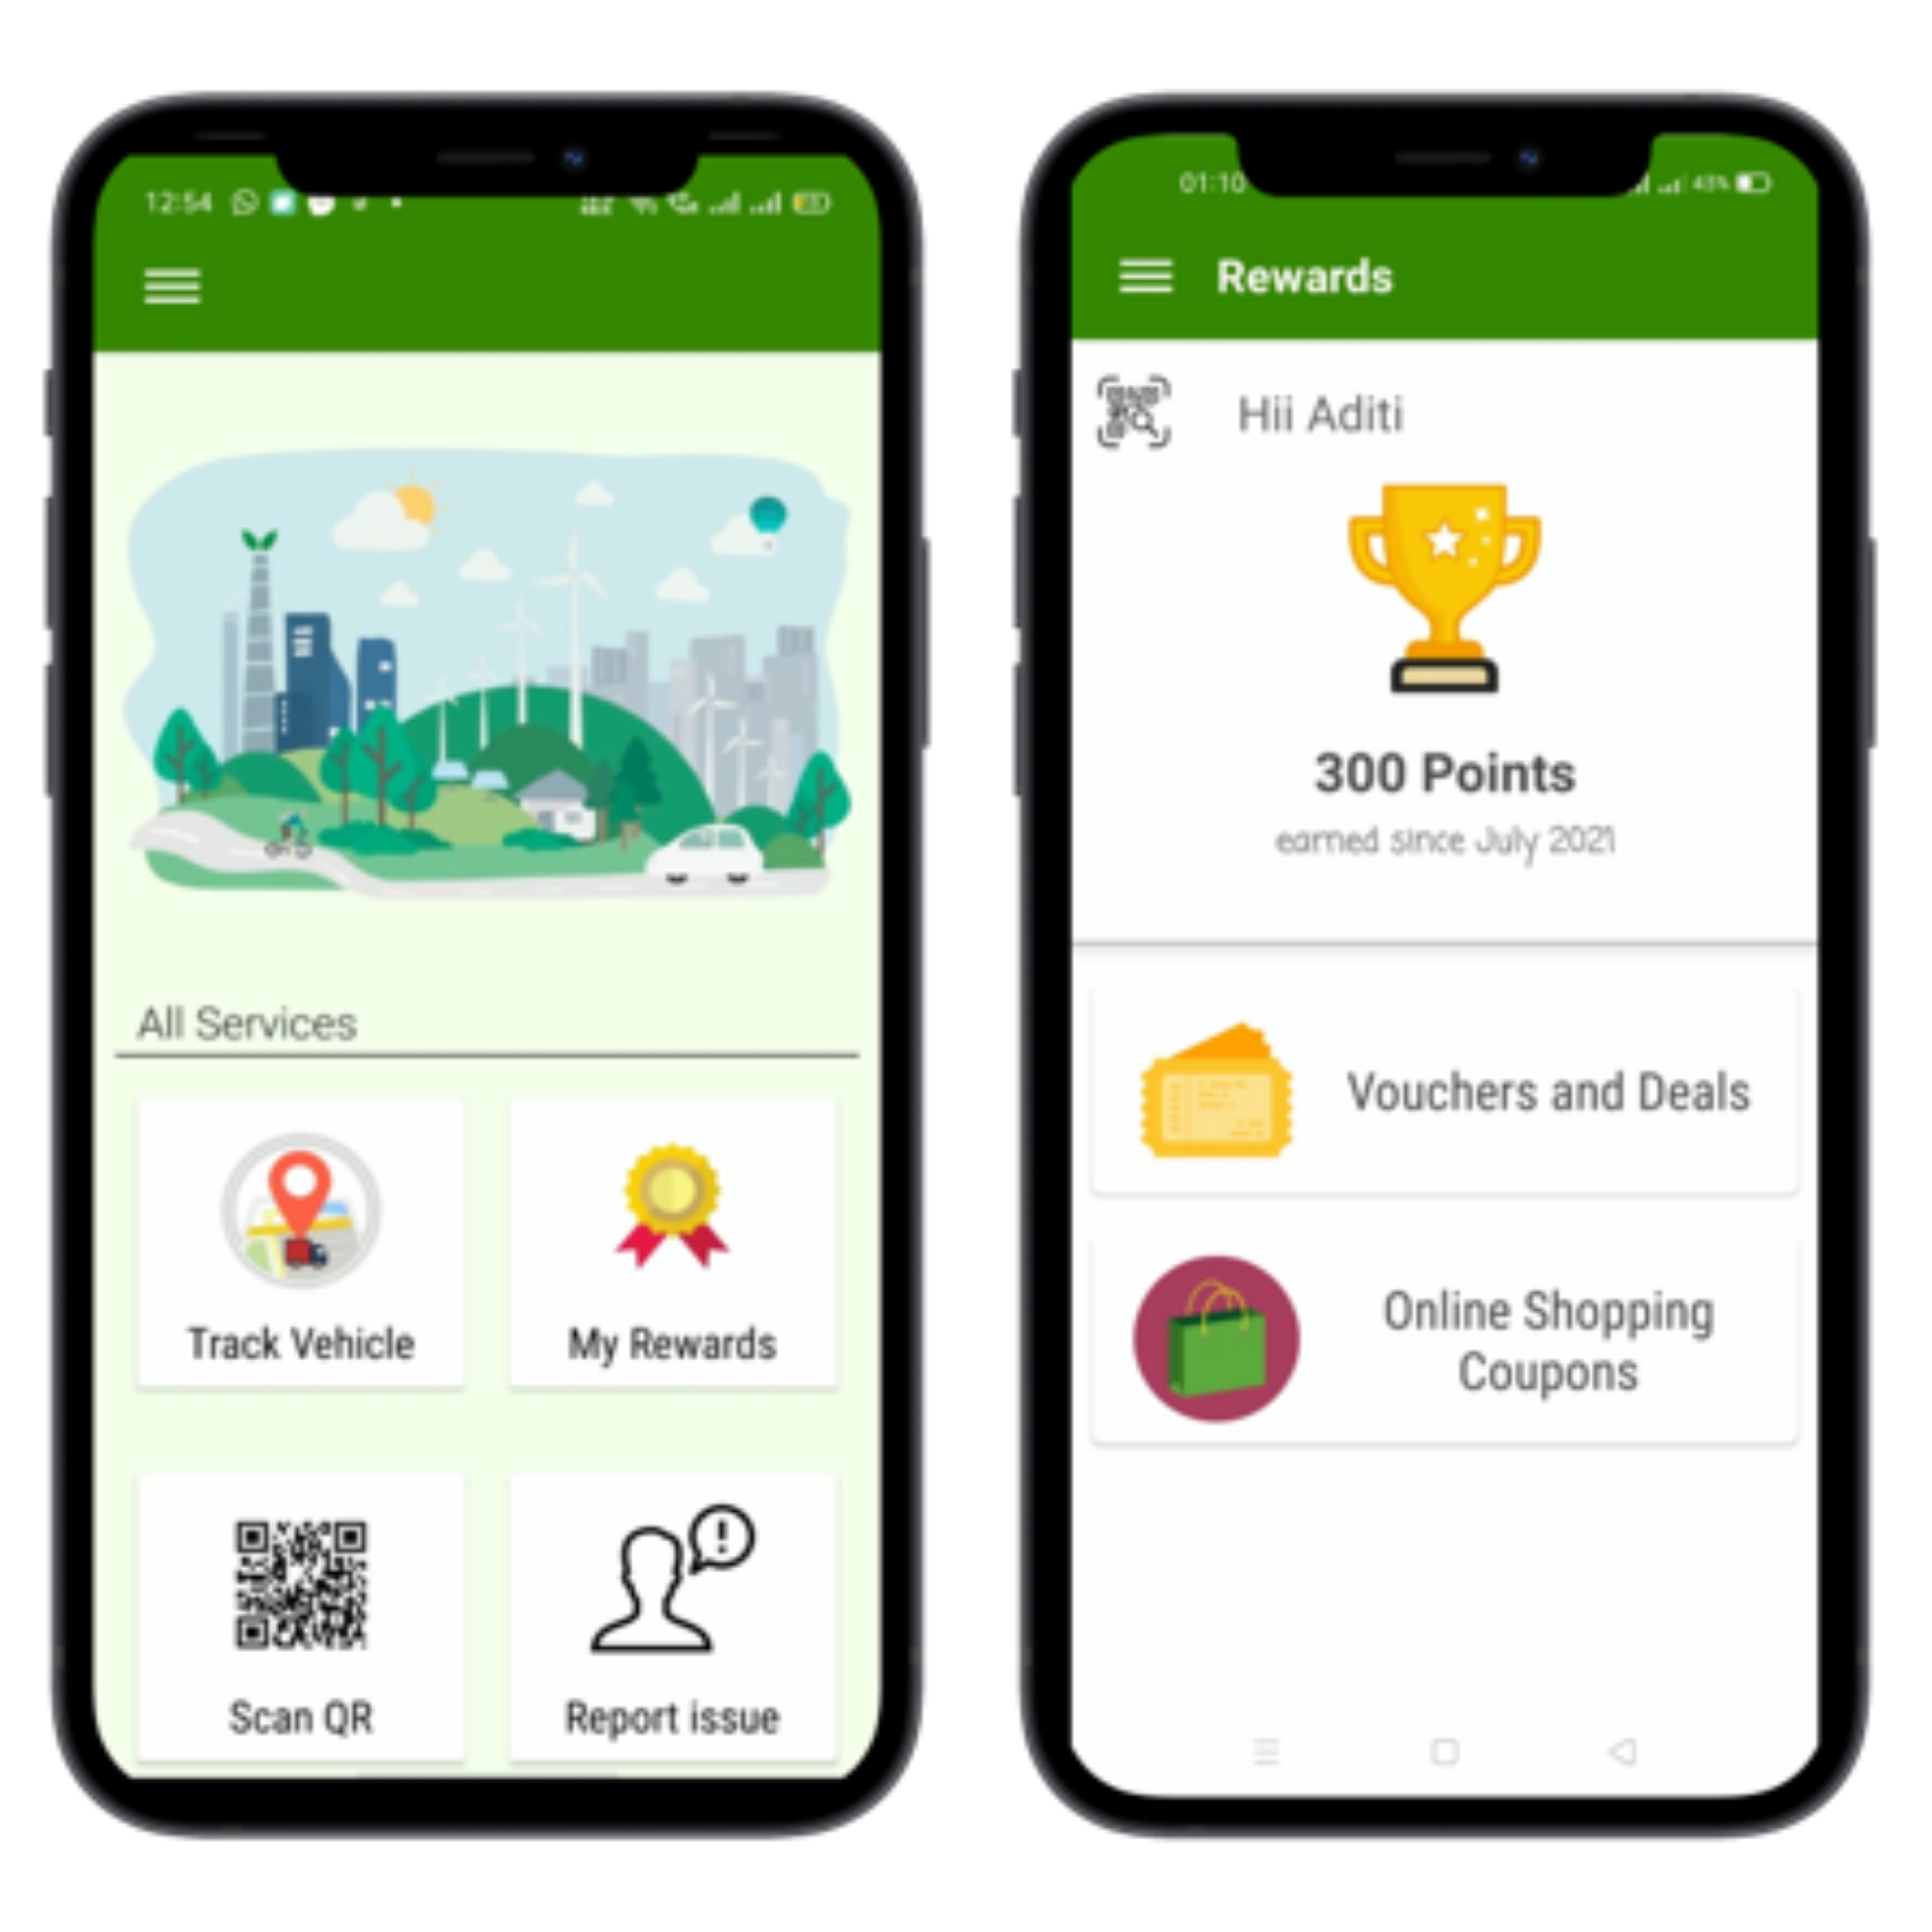 12:54
All Services
Track Vehicle
My Rewards
Scan QR
Report issue
01:10
43%
Rewards
Hii Aditi
300 Points
earned since July 2021
Vouchers and Deals
Online Shopping
Coupons